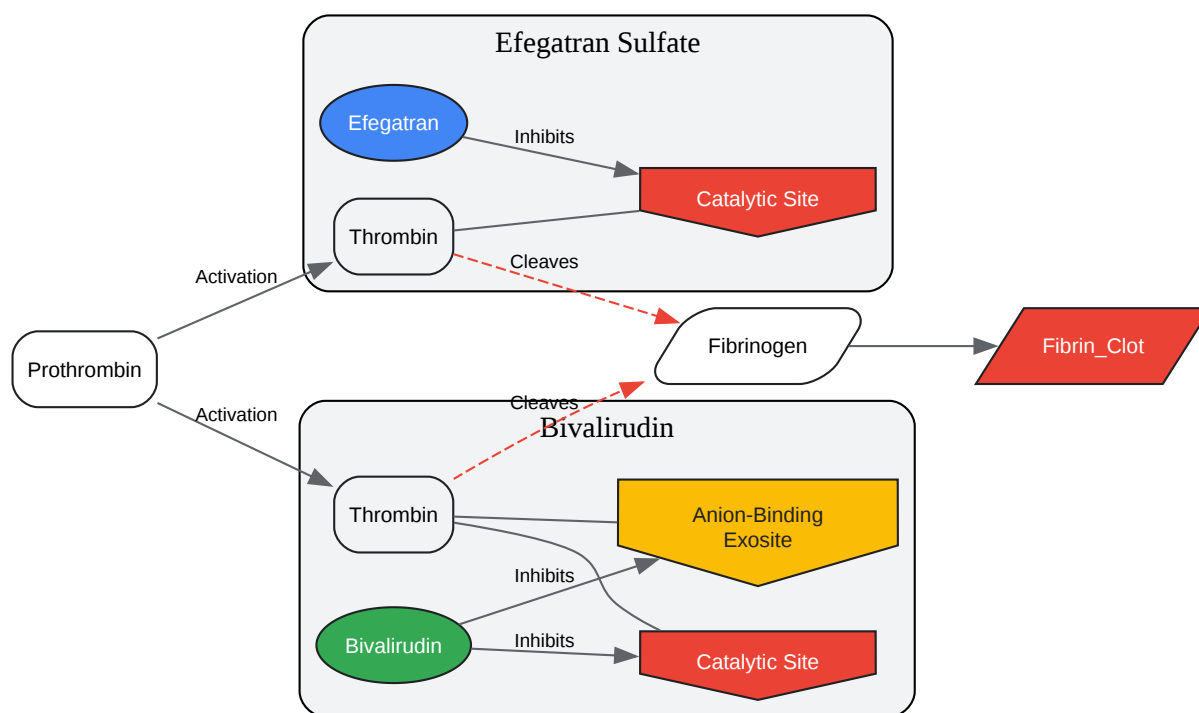 Efegatran Sulfate
Efegatran
Inhibits
Catalytic Site
Thrombin
Cleaves
Activation
Fibrinogen
Fibrin_Clot
Prothrombin
Activation
Cleaves
Bivalirudin
Thrombin
Anion-Binding
Exosite
Inhibits
Bivalirudin
Inhibits
Catalytic Site